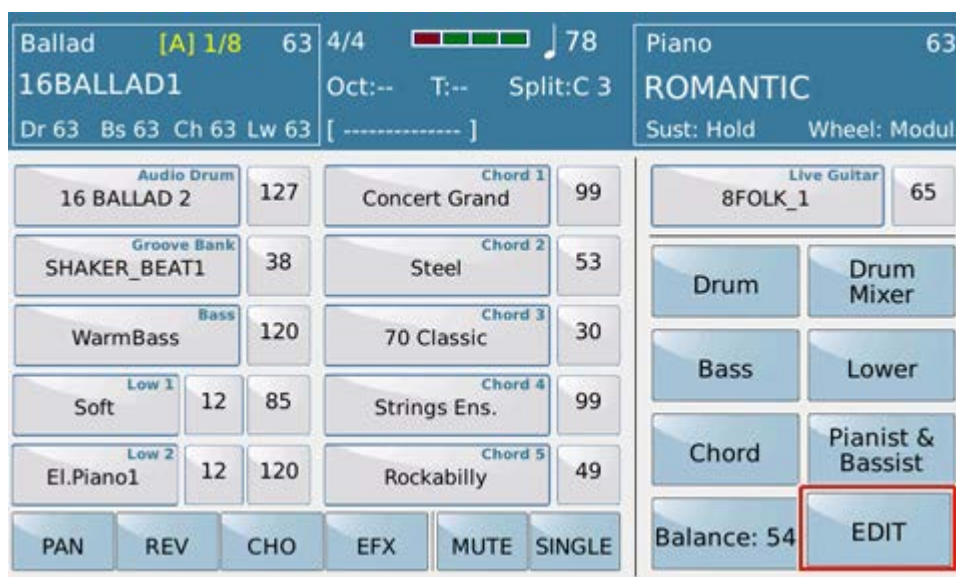 Ballad [A] 1/8 63
16BALLAD1
Dr 63 Bs 63 Ch 63 Lw 63
4/4 78
Oct:-- T:-- Split:C 3
[ -------------- ]
Piano 63
ROMANTIC
Sust: Hold Wheel: Modul
Audio Drum
16 BALLAD 2 127
Groove Bank
SHAKER_BEAT1 38
Bass
WarmBass 120
Low 1
Soft 12 85
Low 2
El.Piano1 12 120
Chord 1
Concert Grand 99
Chord 2
Steel 53
Chord 3
70 Classic 30
Chord 4
Strings Ens. 99
Chord 5
Rockabilly 49
Live Guitar
8FOLK_1 65
Drum
Drum
Mixer
Bass
Lower
Chord
Pianist &
Bassist
Balance: 54
EDIT
PAN REV CHO EFX MUTE SINGLE